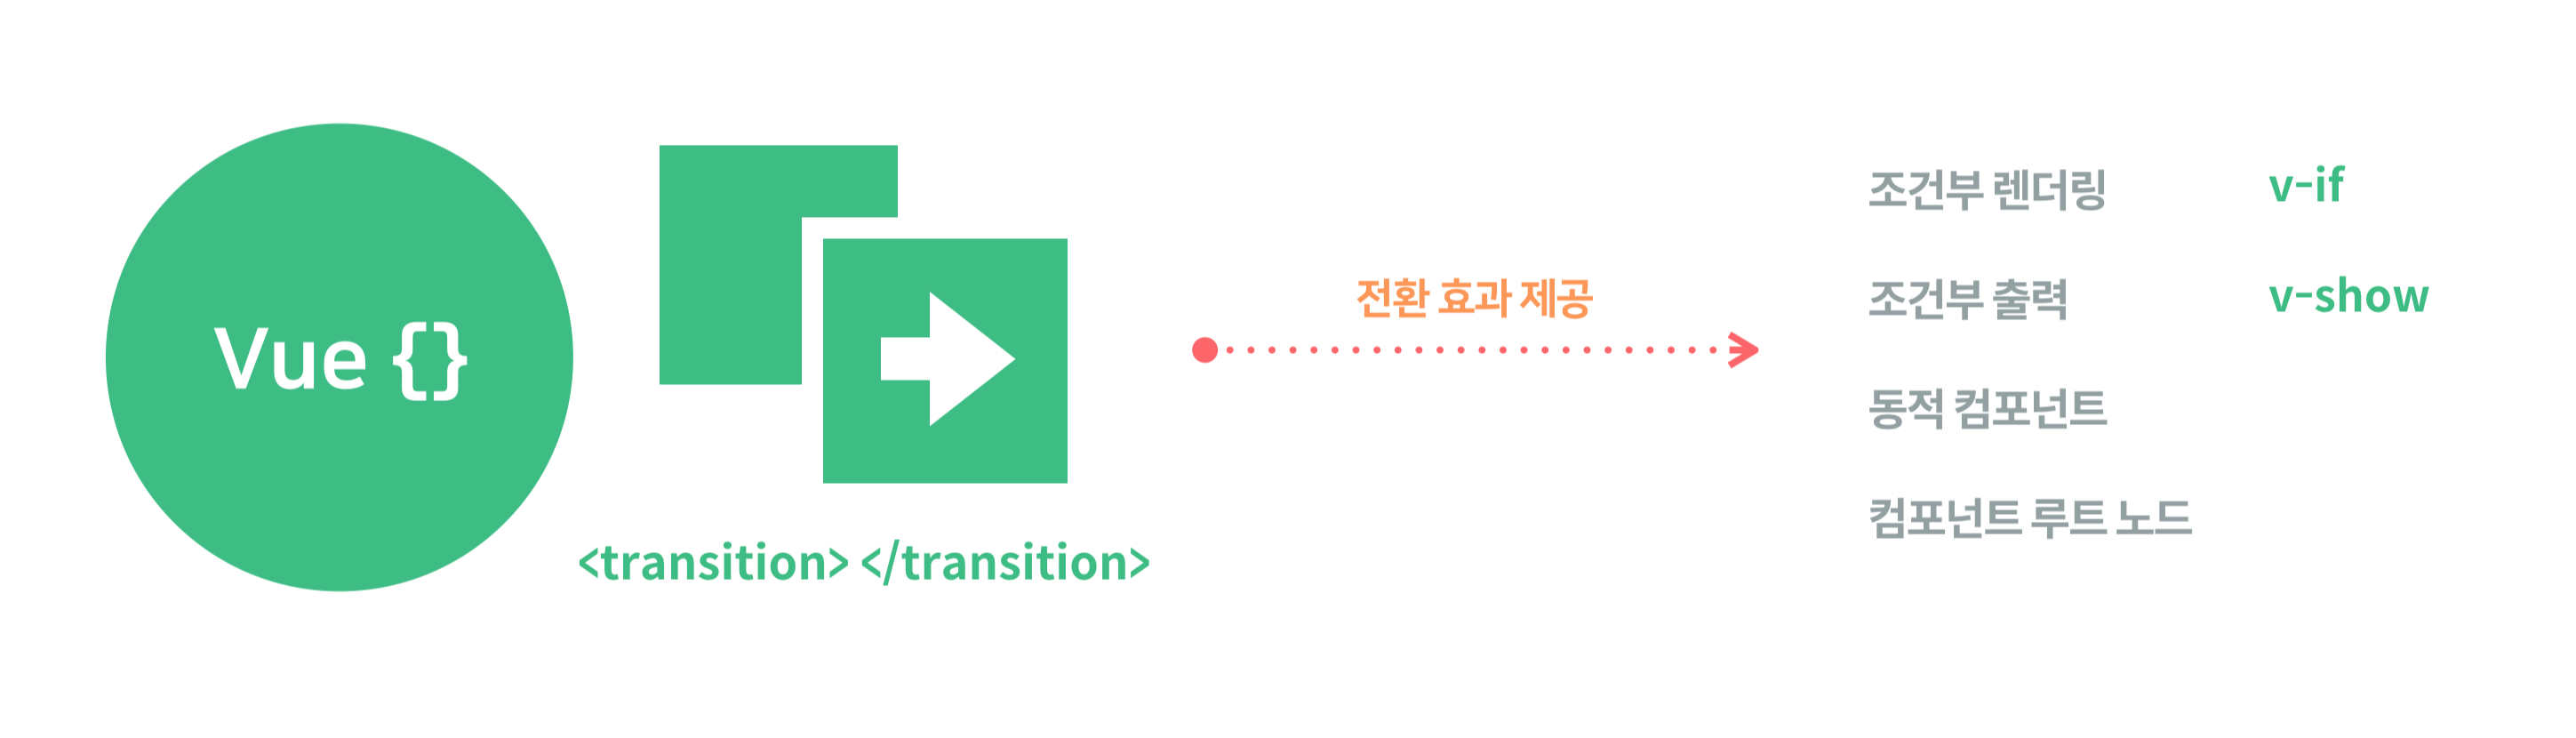 Vue {}
<transition> </transition>
전환 효과 제공
조건부 렌더링 v-if
조건부 출력 v-show
동적 컴포넌트
컴포넌트 루트 노드